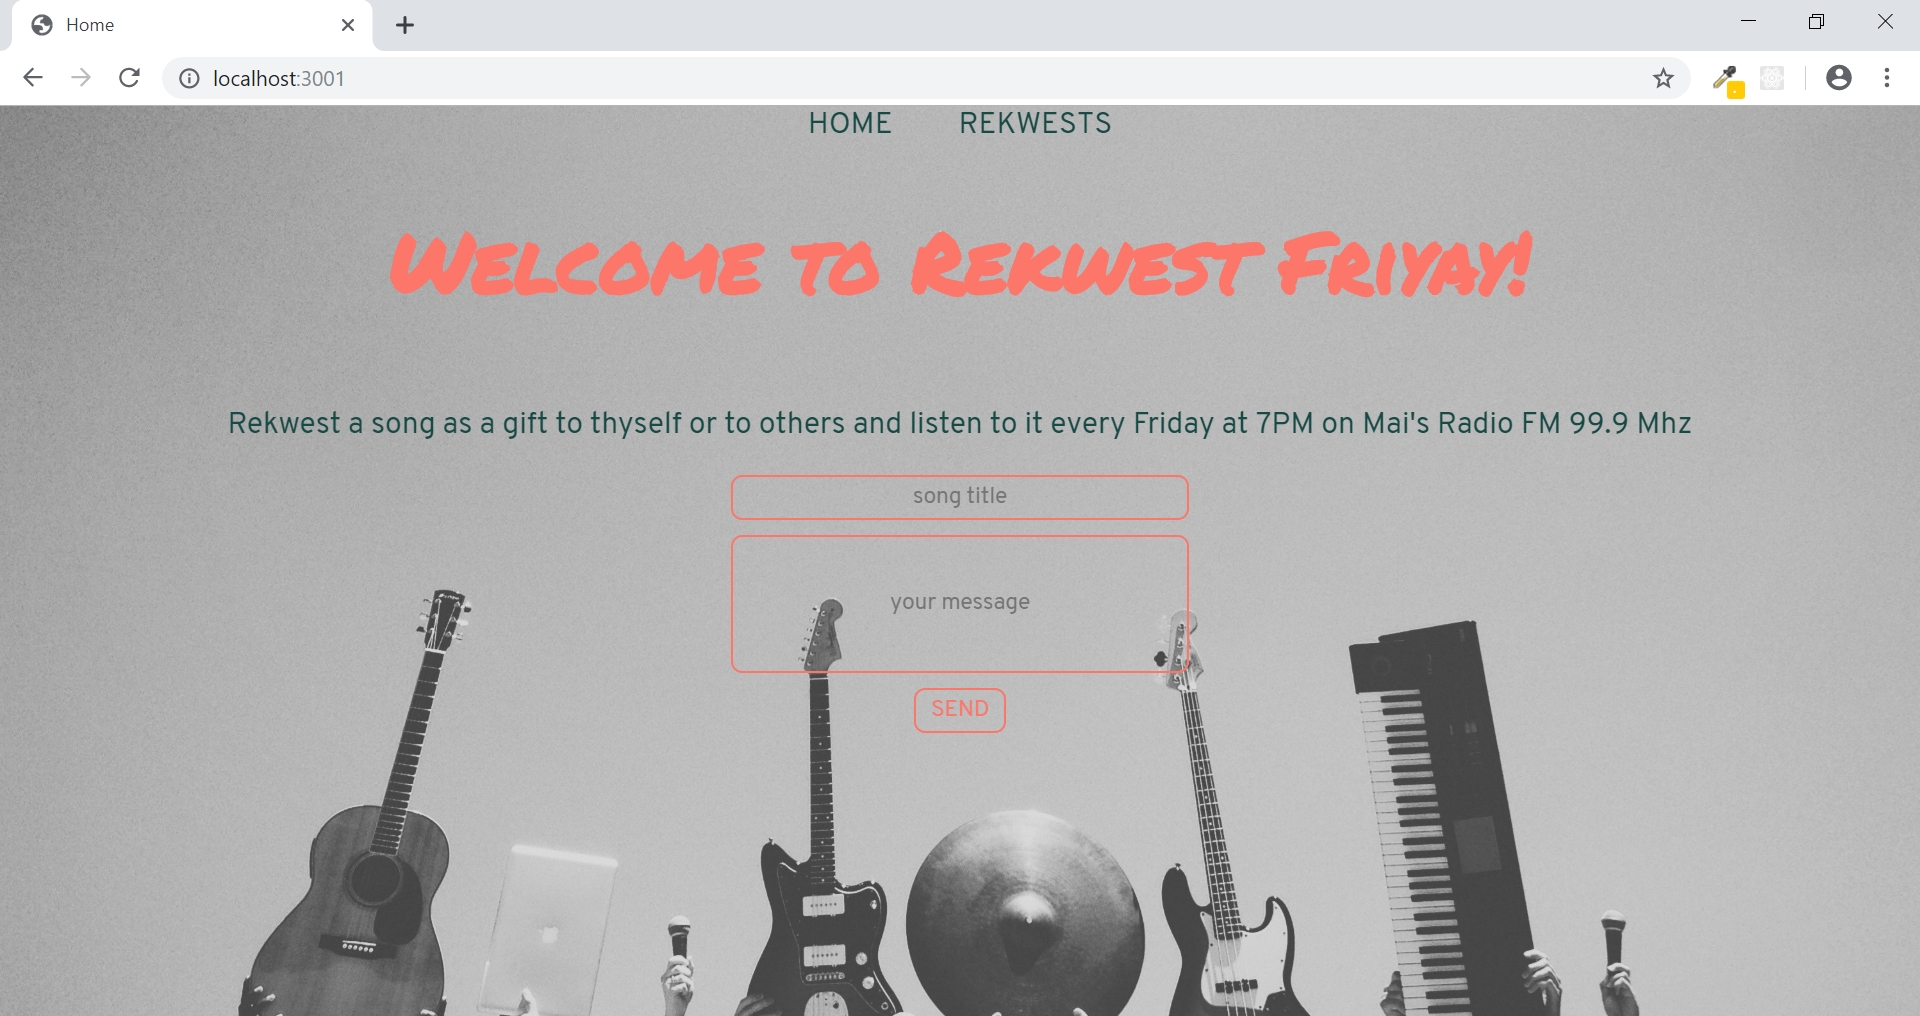 Home
localhost:3001
HOME REKWESTS
Welcome to Rekwest Friyay!
Rekwest a song as a gift to thyself or to others and listen to it every Friday at 7PM on Mai's Radio FM 99.9 Mhz
song title
your message
SEND